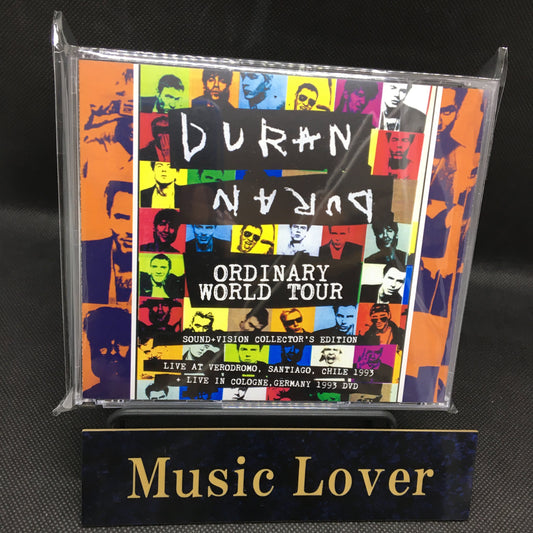 DURAN
DURAN
ORDINARY
WORLD TOUR
SOUND+VISION COLLECTOR'S EDITION
LIVE AT VERODROMO, SANTIAGO, CHILE 1993
+ LIVE IN COLOGNE,GERMANY 1993 DVD
Music Lover